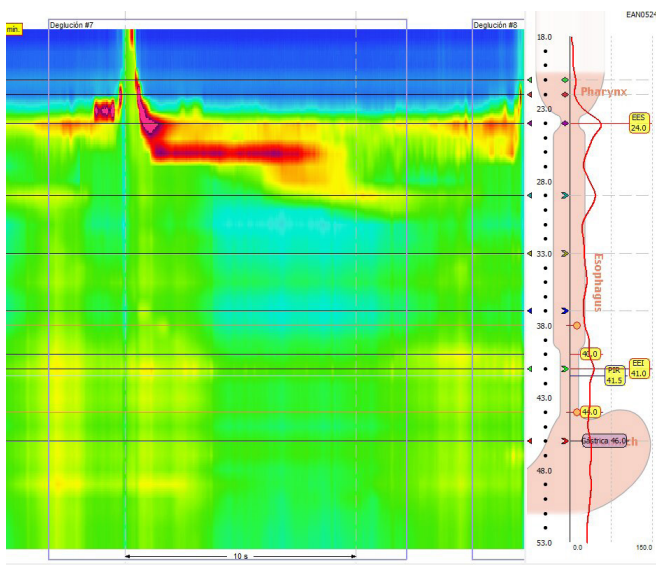 EAN0524
min.
Deglución #7
Deglución #8
18.0
Pharynx
23.0
EES
24.0
28.0
33.0
Esophagus
38.0
40.0
EEI
41.0
PIR
41.5
43.0
44.0
Gástrica 46.0
h
48.0
53.0
0.0
150.0
10 s